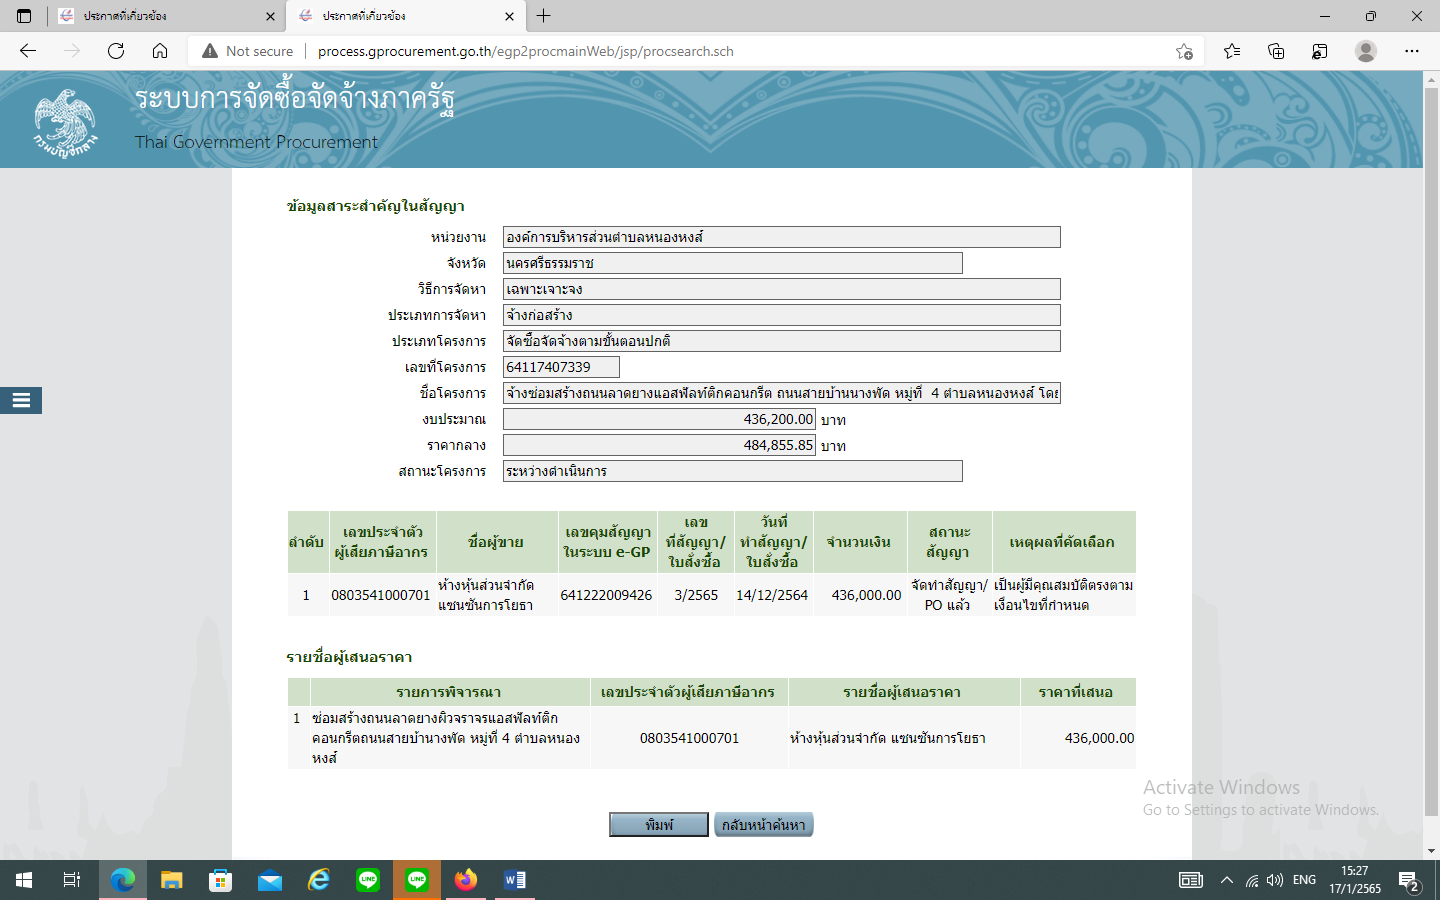 ประกาศที่เกี่ยวข้อง
ประกาศที่เกี่ยวข้อง
Not secure
process.gprocurement.go.th/egp2procmainWeb/jsp/procsearch.sch
กรมบัญชีกลาง
ระบบการจัดซื้อจัดจ้างภาครัฐ
Thai Government Procurement
ข้อมูลสาระสำคัญในสัญญา
หน่วยงาน องค์การบริหารส่วนตำบลหนองหงส์
จังหวัด นครศรีธรรมราช
วิธีการจัดหา เฉพาะเจาะจง
ประเภทการจัดหา จ้างก่อสร้าง
ประเภทโครงการ จัดซื้อจัดจ้างตามขั้นตอนปกติ
เลขที่โครงการ 64117407339
ชื่อโครงการ จ้างซ่อมสร้างถนนลาดยางแอสฟัลท์ติกคอนกรีต ถนนสายบ้านนางพัด หมู่ที่ 4 ตำบลหนองหงส์ โดย
งบประมาณ 436,200.00 บาท
ราคากลาง 484,855.85 บาท
สถานะโครงการ ระหว่างดำเนินการ
ลำดับ เลขประจำตัวผู้เสียภาษีอากร ชื่อผู้ขาย เลขคุมสัญญาในระบบ e-GP เลขที่สัญญา/ใบสั่งซื้อ วันที่ทำสัญญา/ใบสั่งซื้อ จำนวนเงิน สถานะสัญญา เหตุผลที่คัดเลือก
1 0803541000701 ห้างหุ้นส่วนจำกัด แซนซันการโยธา 641222009426 3/2565 14/12/2564 436,000.00 จัดทำสัญญา/PO แล้ว เป็นผู้มีคุณสมบัติตรงตามเงื่อนไขที่กำหนด
รายชื่อผู้เสนอราคา
รายการพิจารณา เลขประจำตัวผู้เสียภาษีอากร รายชื่อผู้เสนอราคา ราคาที่เสนอ
1 ซ่อมสร้างถนนลาดยางผิวจราจรแอสฟัลท์ติก
คอนกรีตถนนสายบ้านางพัด หมู่ที่ 4 ตำบลหนอง
หงส์ 0803541000701 ห้างหุ้นส่วนจำกัด แซนซันการโยธา 436,000.00
พิมพ์ กลับหน้าค้นหา
Activate Windows
Go to Settings to activate Windows.
ENG
15:27
17/1/2565
2